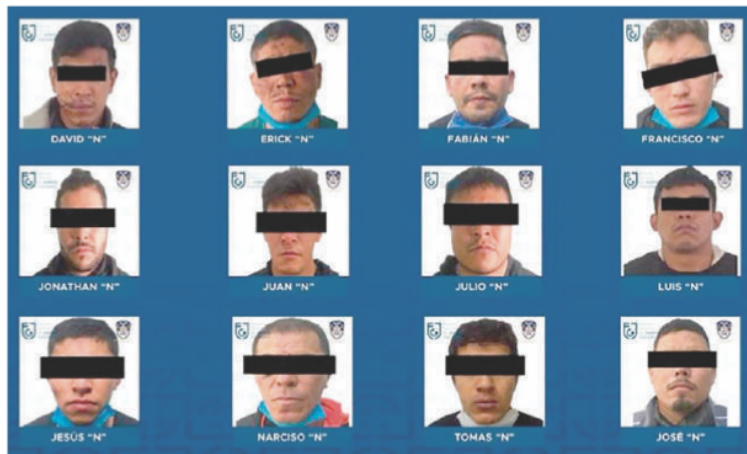 DAVID "N"
ERICK "N"
FABIÁN "N"
FRANCISCO "N"
JONATHAN "N"
JUAN "N"
JULIO "N"
LUIS "N"
JESÚS "N"
NARCISO "N"
TOMAS "N"
JOSÉ "N"